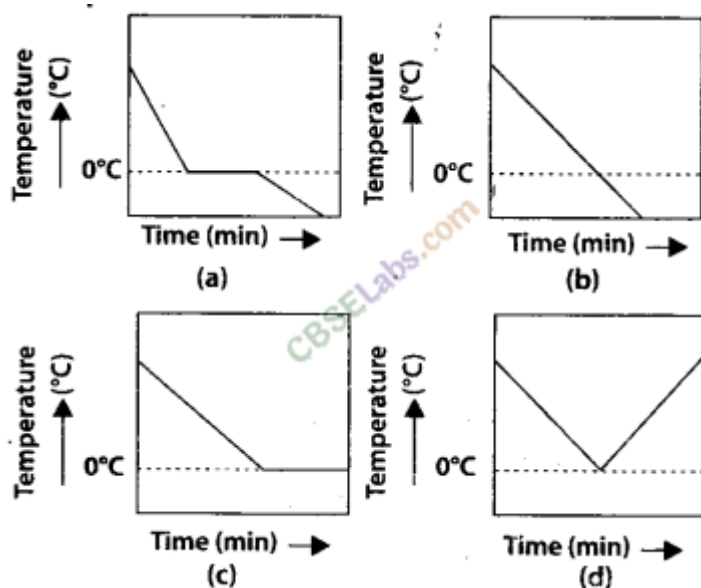 Temperature
(°C)
0°C
Time (min)
(a)
Temperature
(°C)
0°C
Time (min)
(b)
CBSELabs.com
Temperature
(°C)
0°C
Time (min)
(c)
Temperature
(°C)
0°C
Time (min)
(d)